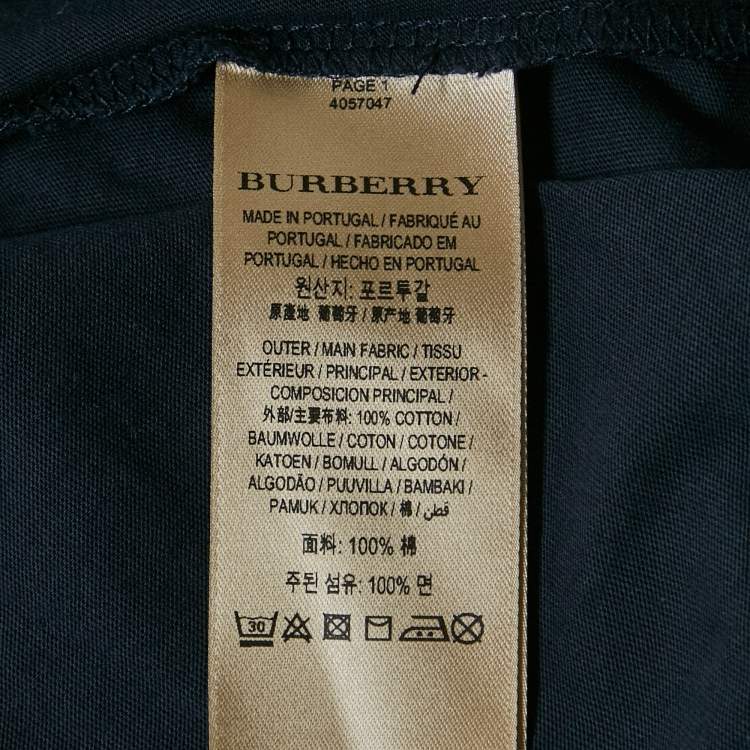 PAGE 1
4057047
BURBERRY
MADE IN PORTUGAL / FABRIQUÉ AU
PORTUGAL / FABRICADO EM
PORTUGAL / HECHO EN PORTUGAL
원산지: 포르투갈
原產地 葡萄牙 / 原产地 葡萄牙
OUTER / MAIN FABRIC / TISSU
EXTÉRIEUR / PRINCIPAL / EXTERIOR -
COMPOSICION PRINCIPAL /
外部/主要布料: 100% COTTON /
BAUMWOLLE / COTON / COTONE /
KATOEN / BOMULL / ALGODÓN /
ALGODÃO / PUUVILLA / BAMBAKI /
PAMUK / ХЛОПОК / 棉 / قطن
面料: 100% 棉
주된 섬유: 100% 면
30